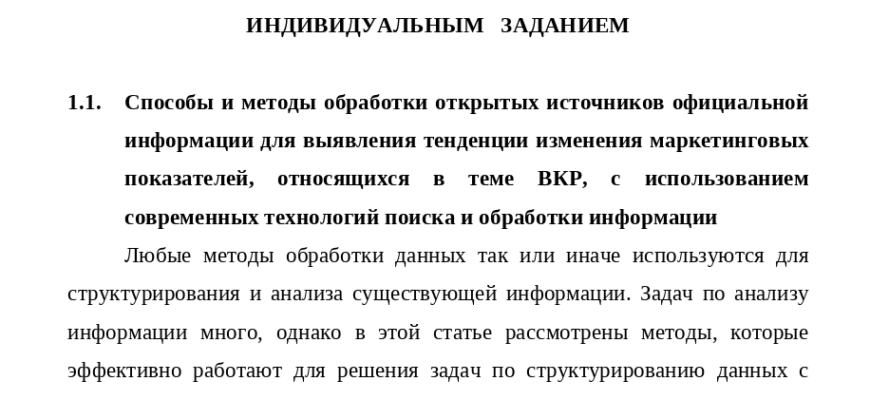 ИНДИВИДУАЛЬНЫМ ЗАДАНИЕМ
1.1. Способы и методы обработки открытых источников официальной
информации для выявления тенденции изменения маркетинговых
показателей, относящихся в теме ВКР, с использованием
современных технологий поиска и обработки информации
Любые методы обработки данных так или иначе используются для
структурирования и анализа существующей информации. Задач по анализу
информации много, однако в этой статье рассмотрены методы, которые
эффективно работают для решения задач по структурированию данных с